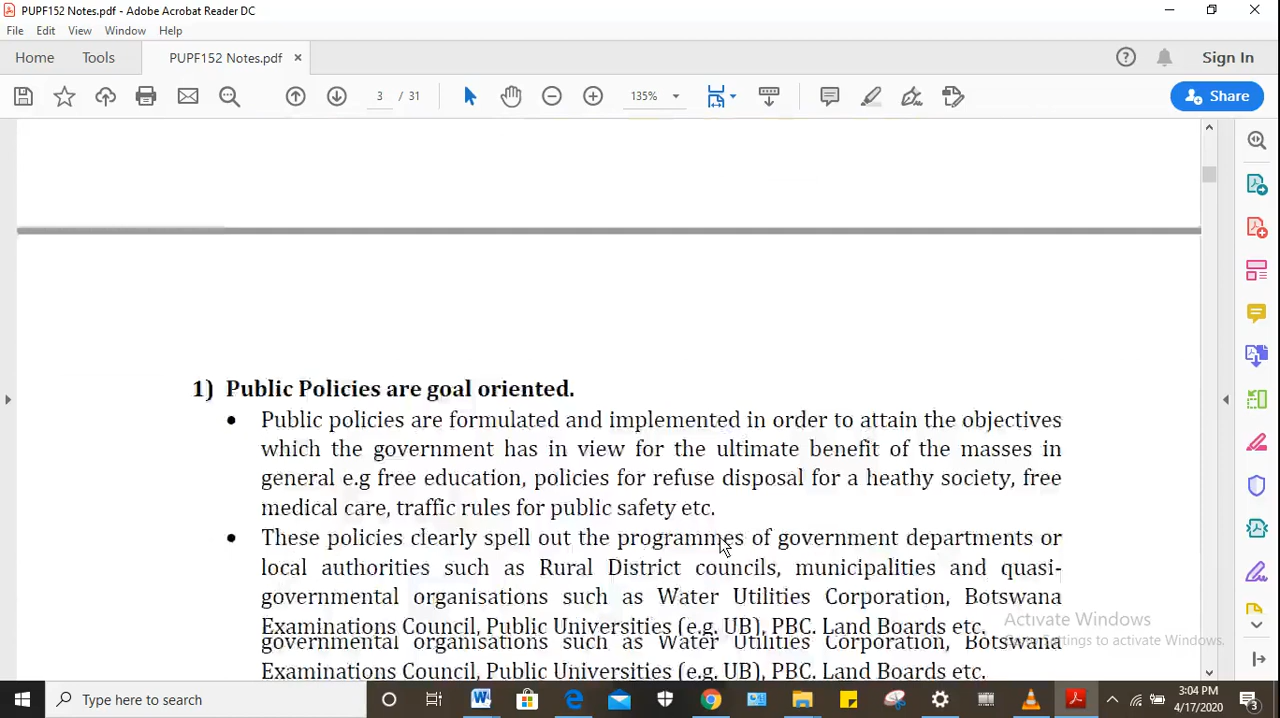 PUPF152 Notes.pdf - Adobe Acrobat Reader DC
File Edit View Window Help
Home Tools PUPF152 Notes.pdf × Sign In
3 / 31 135% Share
1) Public Policies are goal oriented.
• Public policies are formulated and implemented in order to attain the objectives
which the government has in view for the ultimate benefit of the masses in
general e.g free education, policies for refuse disposal for a heathy society, free
medical care, traffic rules for public safety etc.
• These policies clearly spell out the programmes of government departments or
local authorities such as Rural District councils, municipalities and quasi-
governmental organisations such as Water Utilities Corporation, Botswana
Examinations Council, Public Universities (e.g. UB), PBC. Land Boards etc.
governmental organisations such as Water Utilities Corporation, Botswana
Examinations Council, Public Universities (e.g. UB), PBC. Land Boards etc.
Activate Windows
Go to Settings to activate Windows.
Type here to search
3:04 PM
4/17/2020
3